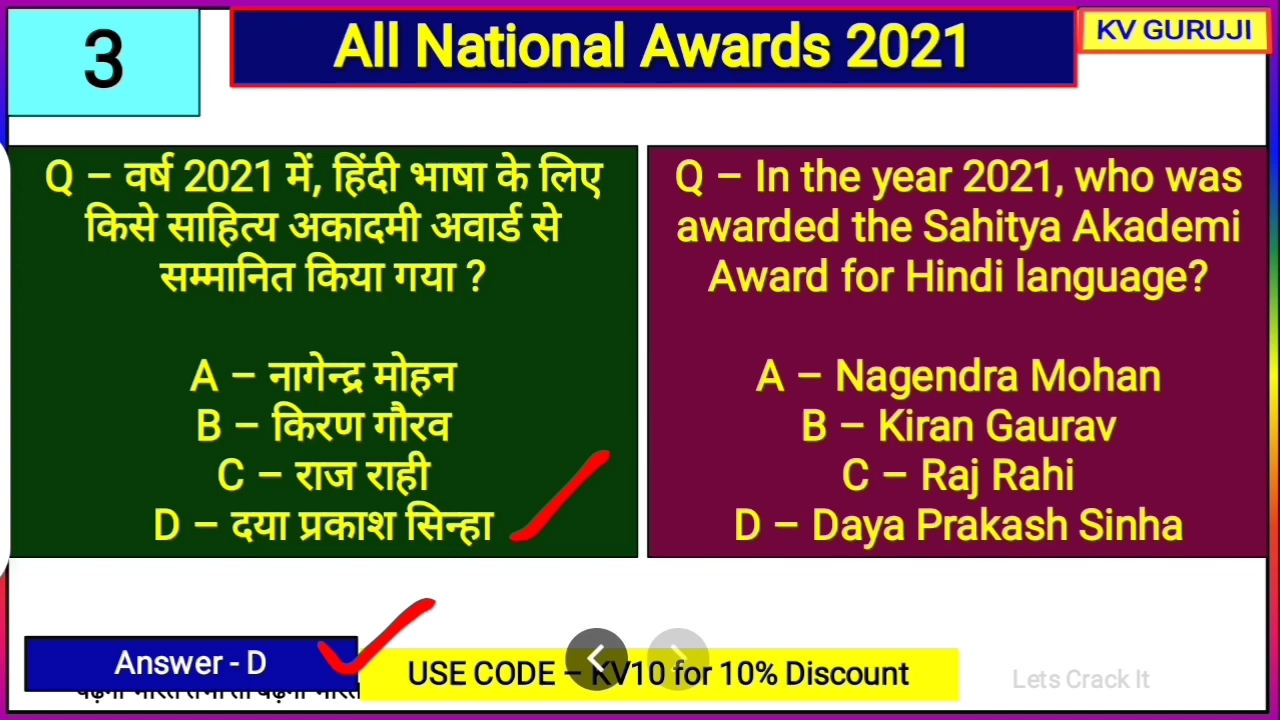 3
All National Awards 2021
KV GURUJI
Q – वर्ष 2021 में, हिंदी भाषा के लिए
किसे साहित्य अकादमी अवार्ड से
सम्मानित किया गया ?
A – नागेन्द्र मोहन
B – किरण गौरव
C – राज राही
D – दया प्रकाश सिन्हा
Q – In the year 2021, who was
awarded the Sahitya Akademi
Award for Hindi language?
A – Nagendra Mohan
B – Kiran Gaurav
C – Raj Rahi
D – Daya Prakash Sinha
Answer - D
USE CODE – KV10 for 10% Discount
Lets Crack It